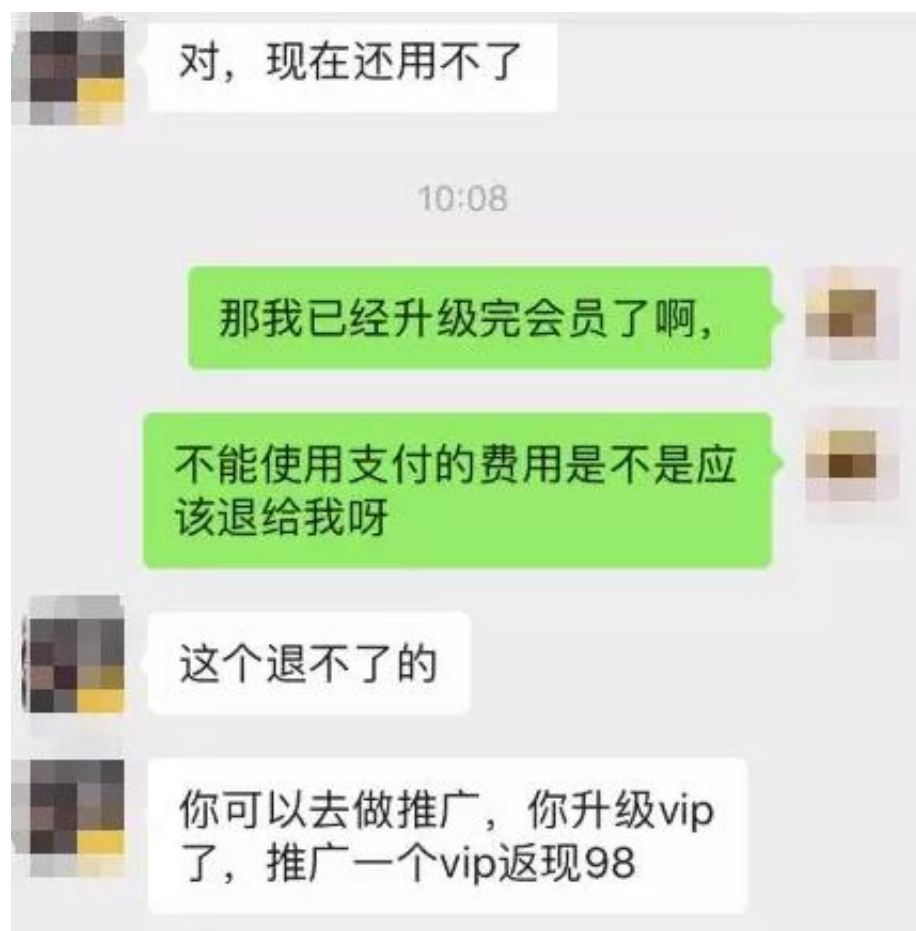 对，现在还用不了
10:08
那我已经升级完会员了啊，
不能使用支付的费用是不是应
该退给我呀
这个退不了的
你可以去做推广，你升级vip
了，推广一个vip返现98